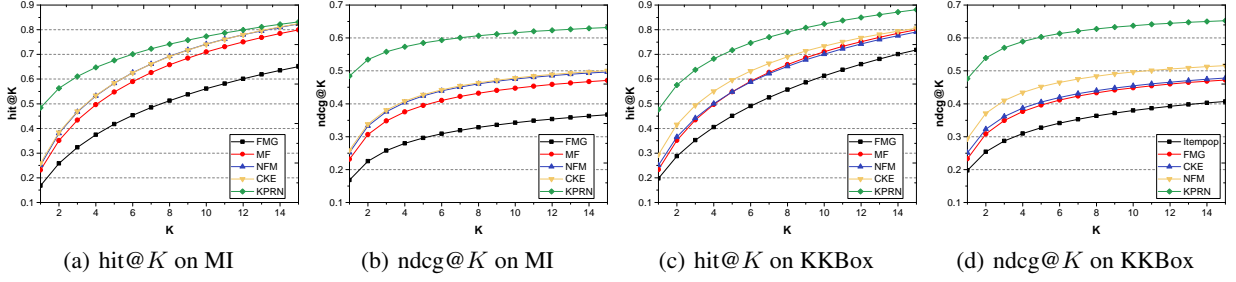 0.9
0.8
0.7
0.6
0.5
0.4
0.3
0.2
0.1
hit@K
2 4 6 8 10 12 14
K
FMG
MF
NFM
CKE
KPRN
(a) hit@K on MI
0.7
0.6
0.5
0.4
0.3
0.2
0.1
ndcg@K
2 4 6 8 10 12 14
K
FMG
MF
NFM
CKE
KPRN
(b) ndcg@K on MI
0.9
0.8
0.7
0.6
0.5
0.4
0.3
0.2
0.1
hit@K
2 4 6 8 10 12 14
K
FMG
MF
NFM
CKE
KPRN
(c) hit@K on KKBox
0.7
0.6
0.5
0.4
0.3
0.2
0.1
ndcg@K
2 4 6 8 10 12 14
K
Itempop
FMG
CKE
NFM
KPRN
(d) ndcg@K on KKBox